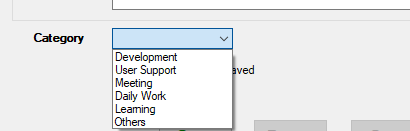 Category
Development
User Support
Meeting
Daily Work
Learning
Others